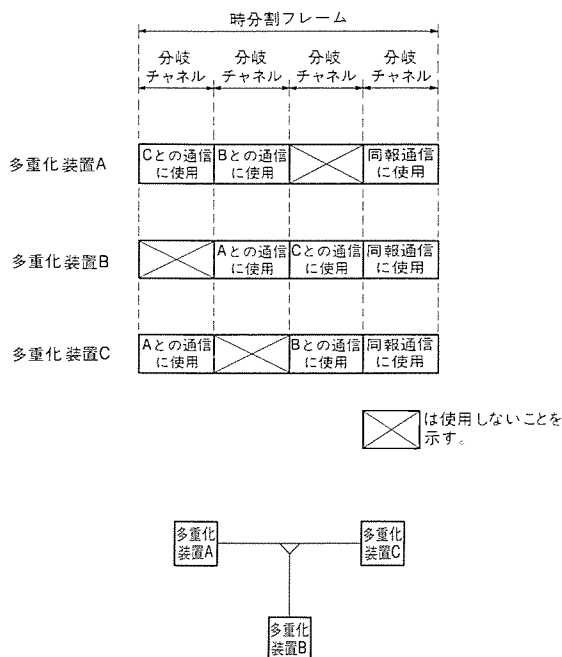 時分割フレーム
分岐 分岐 分岐 分岐
チャネル チャネル チャネル チャネル
多重化装置A
Cとの通信 Bとの通信 同報通信
に使用 に使用 に使用
多重化装置B
Aとの通信 Cとの通信 同報通信
に使用 に使用 に使用
多重化装置C
Aとの通信 Bとの通信 同報通信
に使用 に使用 に使用
は使用しないことを
示す。
多重化 多重化
装置A 装置C
多重化
装置B